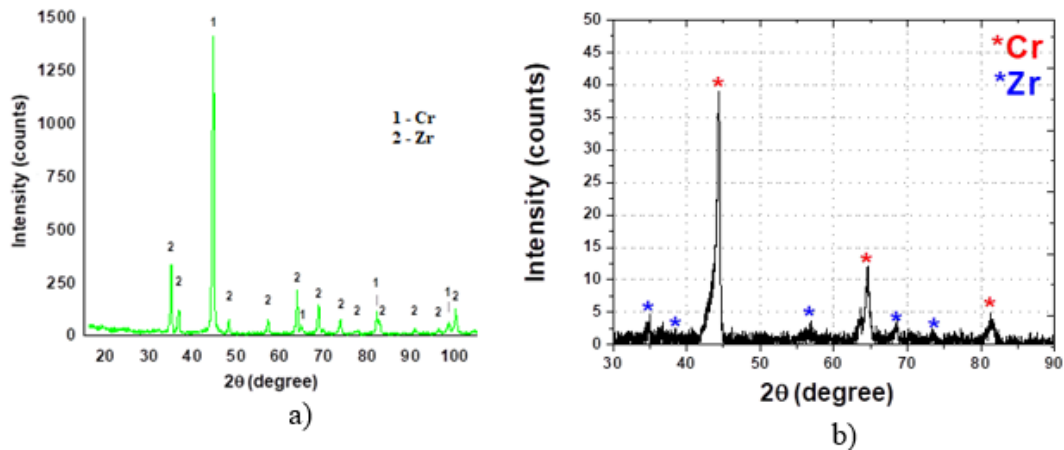 1500
1250
1000
750
500
250
0
Intensity (counts)
20 30 40 50 60 70 80 90 100
2θ (degree)
1 - Cr
2 - Zr
2 2 1 2 2 2 1 2 2 2 1 2 2 2 1 2
a)
50
45
40
35
30
25
20
15
10
5
0
Intensity (counts)
30 40 50 60 70 80 90
2θ (degree)
*Cr
*Zr
* * * * * * * * *
b)